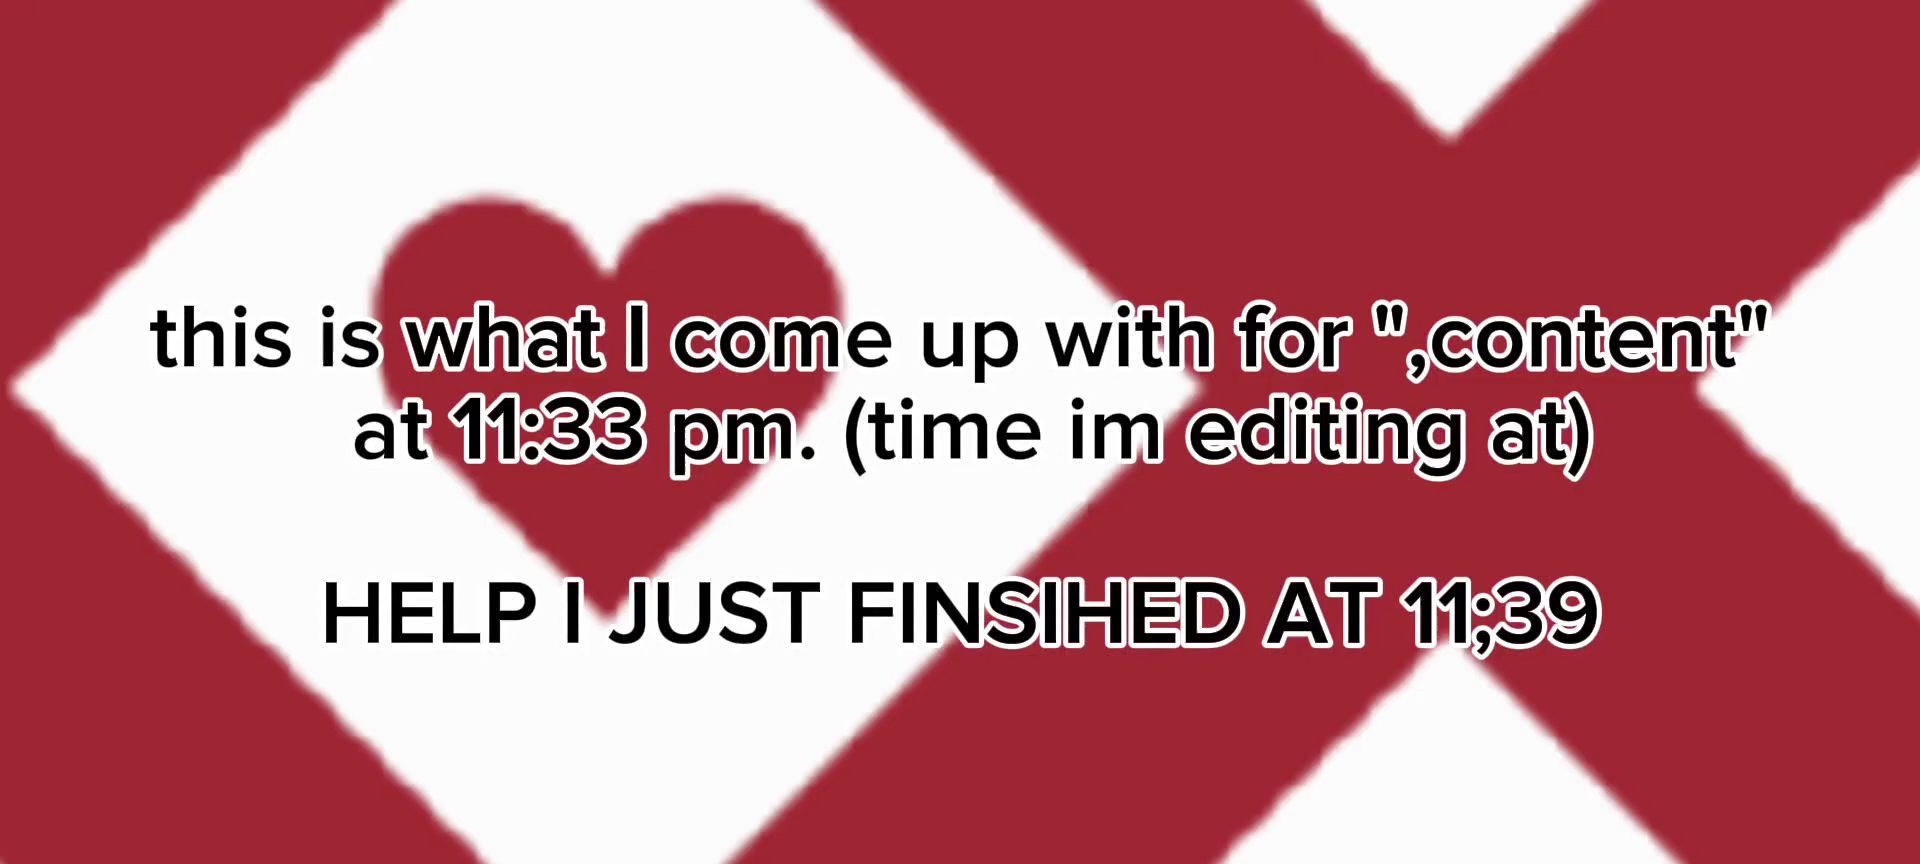 this is what I come up with for ",content"
at 11:33 pm. (time im editing at)
HELP I JUST FINSIHED AT 11;39